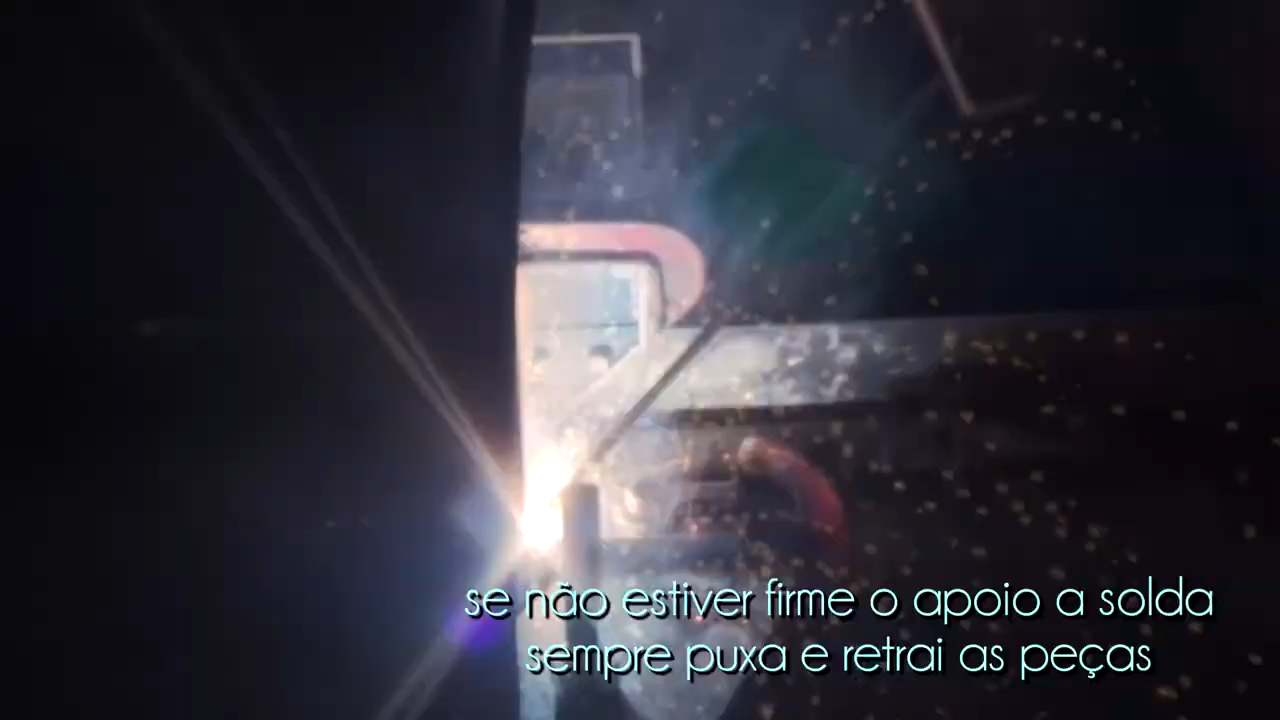 se não estiver firme o apoio a solda
sempre puxa e retrai as peças